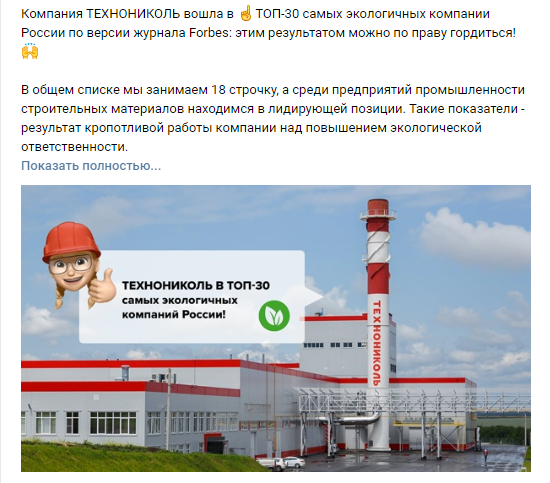 Компания ТЕХНОНИКОЛЬ вошла в ☝ ТОП-30 самых экологичных компании
России по версии журнала Forbes: этим результатом можно по праву гордиться!
🙌
В общем списке мы занимаем 18 строчку, а среди предприятий промышленности
строительных материалов находимся в лидирующей позиции. Такие показатели -
результат кропотливой работы компании над повышением экологической
ответственности.
Показать полностью...
ТЕХНОНИКОЛЬ В ТОП-30
самых экологичных
компаний России!
ТЕХНОНИКОЛЬ